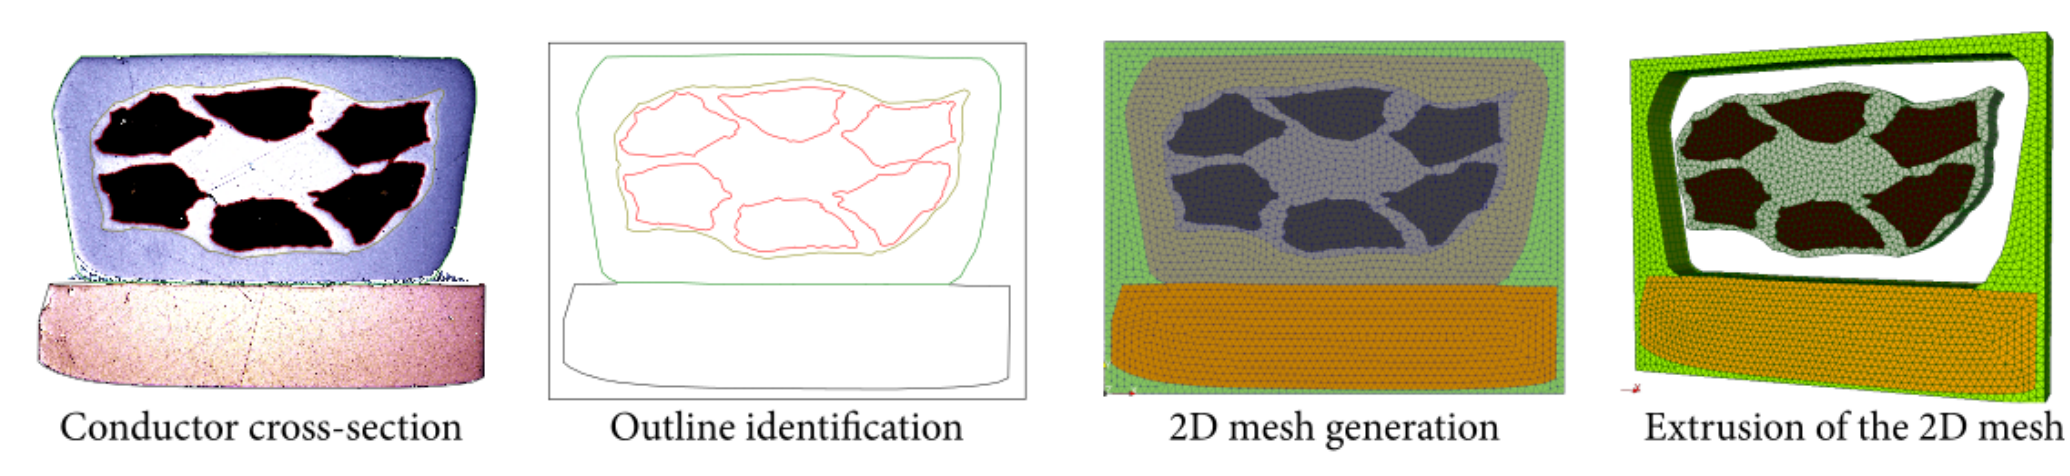 Conductor cross-section
Outline identification
2D mesh generation
Extrusion of the 2D mesh